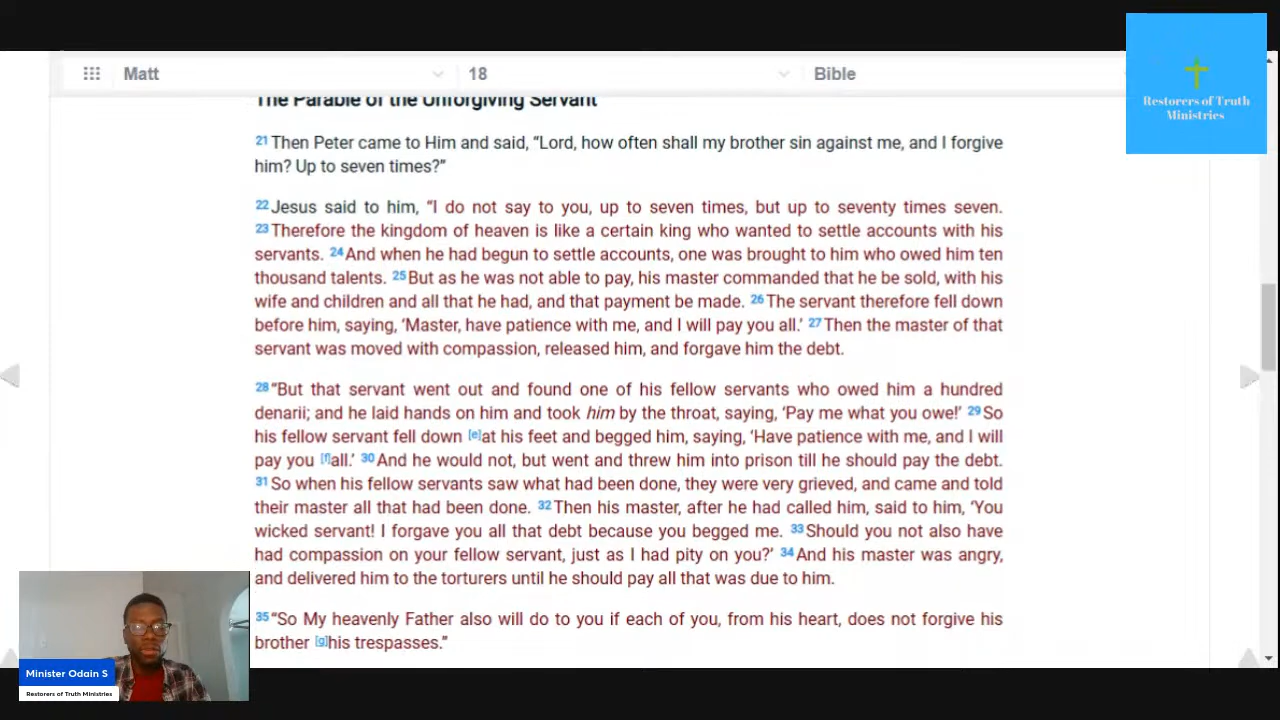 Matt 18 Bible
Restorers of Truth
Ministries
The Parable of the Unforgiving Servant
21 Then Peter came to Him and said, “Lord, how often shall my brother sin against me, and I forgive
him? Up to seven times?”
22 Jesus said to him, “I do not say to you, up to seven times, but up to seventy times seven.
23 Therefore the kingdom of heaven is like a certain king who wanted to settle accounts with his
servants. 24 And when he had begun to settle accounts, one was brought to him who owed him ten
thousand talents. 25 But as he was not able to pay, his master commanded that he be sold, with his
wife and children and all that he had, and that payment be made. 26 The servant therefore fell down
before him, saying, ‘Master, have patience with me, and I will pay you all.’ 27 Then the master of that
servant was moved with compassion, released him, and forgave him the debt.
28 “But that servant went out and found one of his fellow servants who owed him a hundred
denarii; and he laid hands on him and took him by the throat, saying, ‘Pay me what you owe!’ 29 So
his fellow servant fell down [e]at his feet and begged him, saying, ‘Have patience with me, and I will
pay you [f]all.’ 30 And he would not, but went and threw him into prison till he should pay the debt.
31 So when his fellow servants saw what had been done, they were very grieved, and came and told
their master all that had been done. 32 Then his master, after he had called him, said to him, ‘You
wicked servant! I forgave you all that debt because you begged me. 33 Should you not also have
had compassion on your fellow servant, just as I had pity on you?’ 34 And his master was angry,
and delivered him to the torturers until he should pay all that was due to him.
35 “So My heavenly Father also will do to you if each of you, from his heart, does not forgive his
brother [g]his trespasses.”
Minister Odain S
Restorers of Truth Ministries